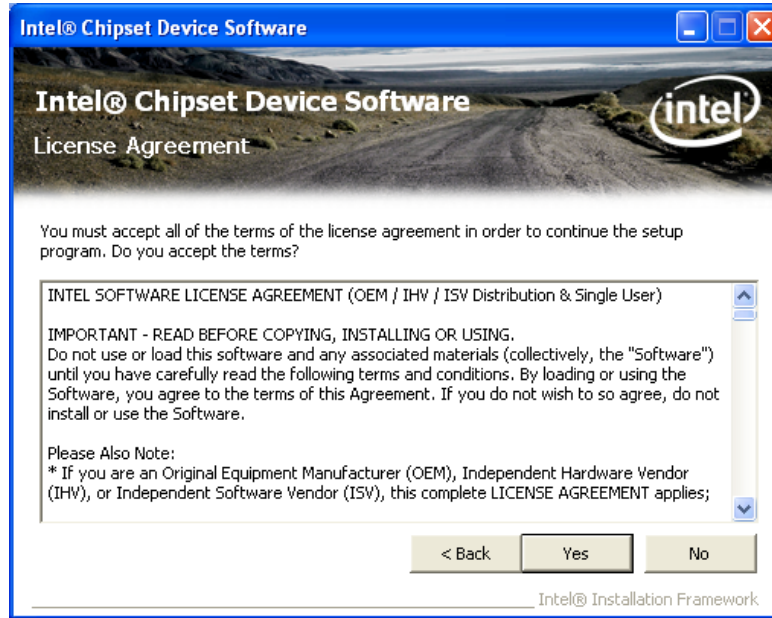 Intel® Chipset Device Software
Intel® Chipset Device Software
intel
License Agreement
You must accept all of the terms of the license agreement in order to continue the setup
program. Do you accept the terms?
INTEL SOFTWARE LICENSE AGREEMENT (OEM / IHV / ISV Distribution & Single User)
IMPORTANT - READ BEFORE COPYING, INSTALLING OR USING.
Do not use or load this software and any associated materials (collectively, the "Software")
until you have carefully read the following terms and conditions. By loading or using the
Software, you agree to the terms of this Agreement. If you do not wish to so agree, do not
install or use the Software.
Please Also Note:
* If you are an Original Equipment Manufacturer (OEM), Independent Hardware Vendor
(IHV), or Independent Software Vendor (ISV), this complete LICENSE AGREEMENT applies;
< Back Yes No
Intel® Installation Framework